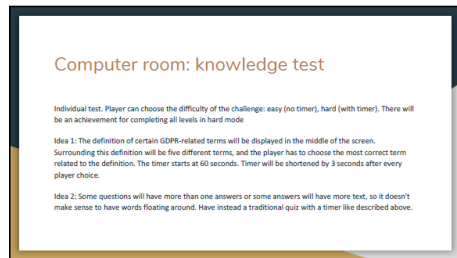 Computer room: knowledge test
Individual test. Player can choose the difficulty of the challenge: easy (no timer), hard (with timer). There will
be an achievement for completing all levels in hard mode
Idea 1: The definition of certain GDPR-related terms will be displayed in the middle of the screen.
Surrounding this definition will be five different terms, and the player has to choose the most correct term
related to the definition. The timer starts at 60 seconds. Timer will be shortened by 3 seconds after every
player choice.
Idea 2: Some questions will have more than one answers or some answers will have more text, so it doesn't
make sense to have words floating around. Have instead a traditional quiz with a timer like described above.